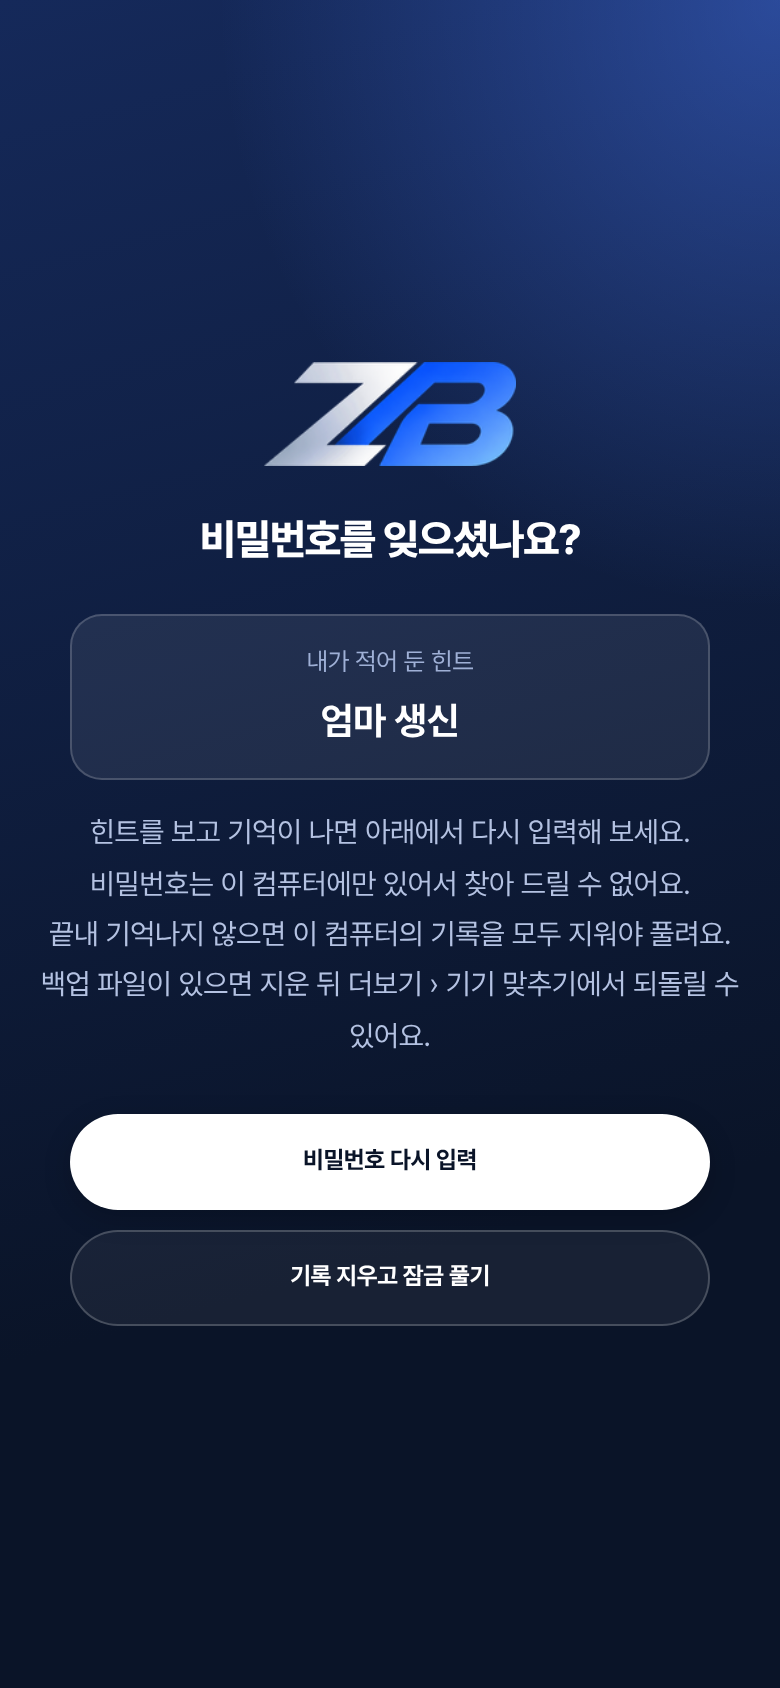 ZB
비밀번호를 잊으셨나요?
내가 적어 둔 힌트
엄마 생신
힌트를 보고 기억이 나면 아래에서 다시 입력해 보세요.
비밀번호는 이 컴퓨터에만 있어서 찾아 드릴 수 없어요.
끝내 기억나지 않으면 이 컴퓨터의 기록을 모두 지워야 풀려요.
백업 파일이 있으면 지운 뒤 더보기 › 기기 맞추기에서 되돌릴 수
있어요.
비밀번호 다시 입력
기록 지우고 잠금 풀기